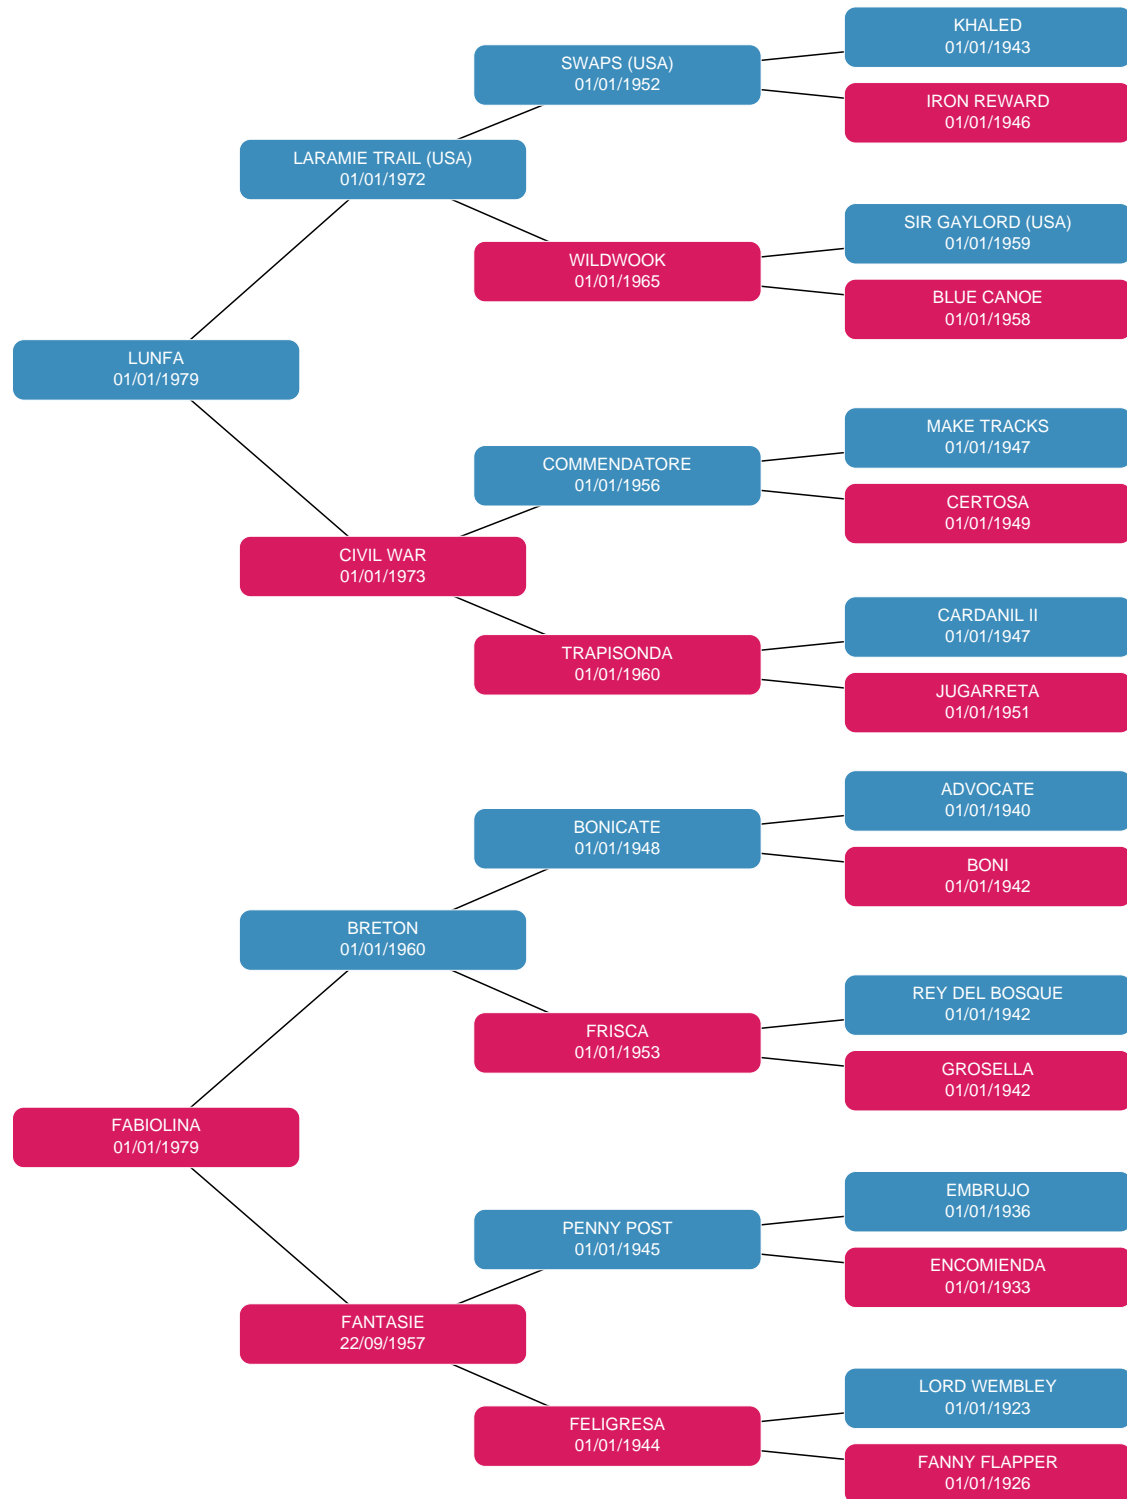 KHALED
01/01/1943
SWAPS (USA)
01/01/1952
IRON REWARD
01/01/1946
LARAMIE TRAIL (USA)
01/01/1972
SIR GAYLORD (USA)
01/01/1959
WILDWOOK
01/01/1965
BLUE CANOE
01/01/1958
LUNFA
01/01/1979
MAKE TRACKS
01/01/1947
COMMENDATORE
01/01/1956
CERTOSA
01/01/1949
CIVIL WAR
01/01/1973
CARDANIL II
01/01/1947
TRAPISONDA
01/01/1960
JUGARRETA
01/01/1951
ADVOCATE
01/01/1940
BONICATE
01/01/1948
BONI
01/01/1942
BRETON
01/01/1960
REY DEL BOSQUE
01/01/1942
FRISCA
01/01/1953
GROSELLA
01/01/1942
FABIOLINA
01/01/1979
EMBRUJO
01/01/1936
PENNY POST
01/01/1945
ENCOMIENDA
01/01/1933
FANTASIE
22/09/1957
LORD WEMBLEY
01/01/1923
FELIGRESA
01/01/1944
FANNY FLAPPER
01/01/1926